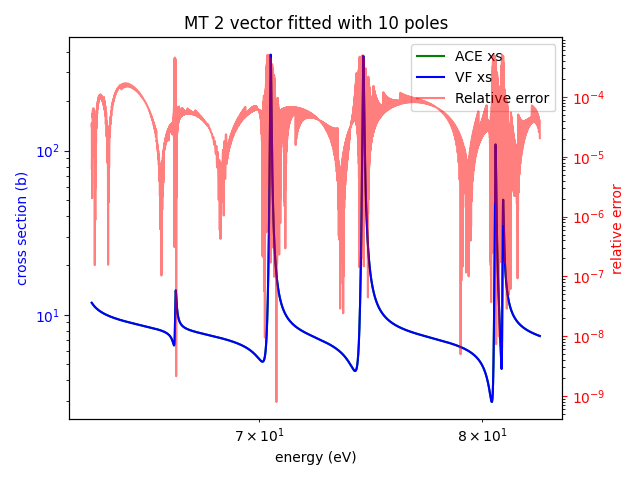 MT 2 vector fitted with 10 poles
ACE xs
VF xs
Relative error
10²
10¹
10⁻⁴
10⁻⁵
10⁻⁶
10⁻⁷
10⁻⁸
10⁻⁹
cross section (b)
relative error
7 × 10¹
8 × 10¹
energy (eV)